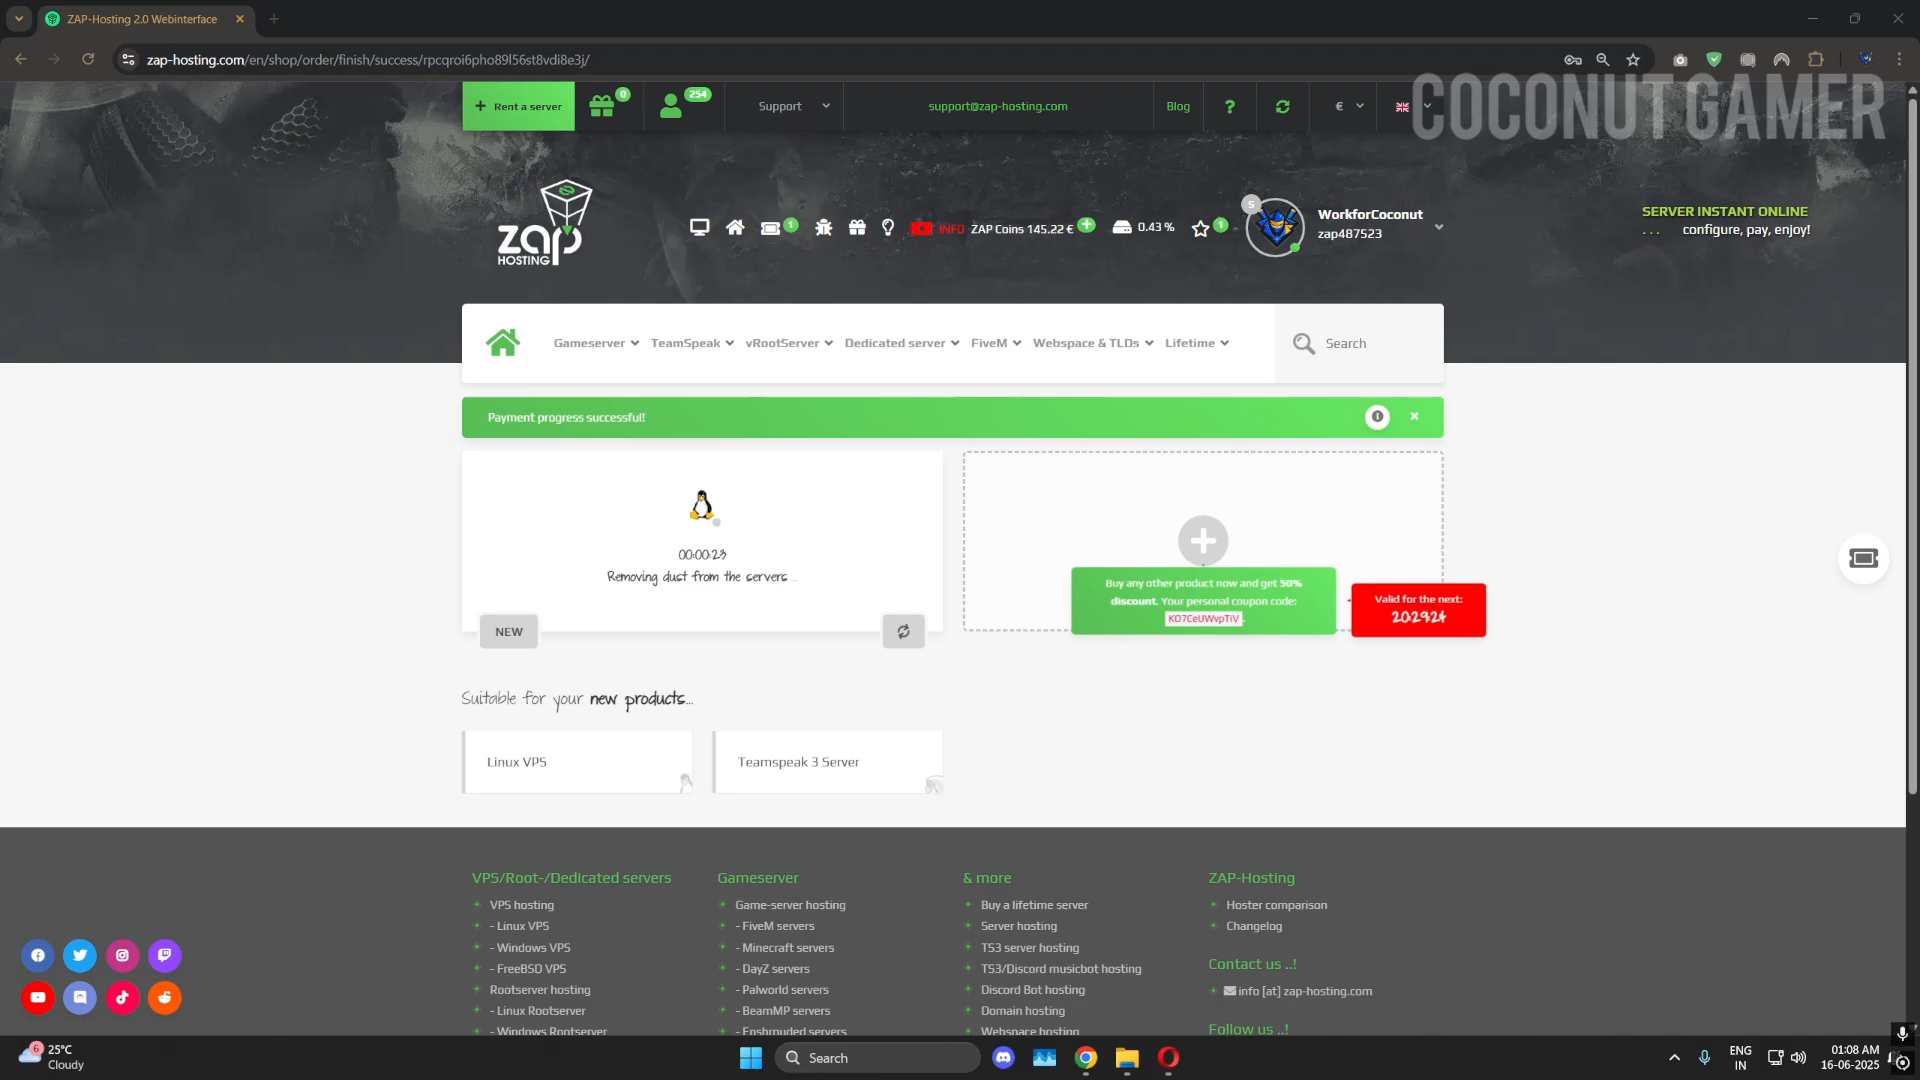 ZAP-Hosting 2.0 Webinterface
zap-hosting.com/en/shop/order/finish/success/rpcqroi6pho89l56st8vdi8e3j/
COCONUT GAMER
Rent a server
0
254
Support
support@zap-hosting.com
Blog
?
€
ZAP
HOSTING
1
INFO
ZAP Coins 145.22 €
0.43 %
1
S
WorkforCoconut
zap487523
SERVER INSTANT ONLINE
. . . configure, pay, enjoy!
Gameserver
TeamSpeak
vRootServer
Dedicated server
FiveM
Webspace & TLDs
Lifetime
Search
Payment progress successful!
00:00:23
Removing dust from the servers ...
NEW
Buy any other product now and get 50%
discount. Your personal coupon code:
KO7CeUWvpTiV
Valid for the next:
20:29:24
Suitable for your new products...
Linux VPS
Teamspeak 3 Server
VPS/Root-/Dedicated servers
VPS hosting
- Linux VPS
- Windows VPS
- FreeBSD VPS
Rootserver hosting
- Linux Rootserver
- Windows Rootserver
Gameserver
Game-server hosting
- FiveM servers
- Minecraft servers
- DayZ servers
- Palworld servers
- BeamMP servers
- Enshrouded servers
& more
Buy a lifetime server
Server hosting
TS3 server hosting
TS3/Discord musicbot hosting
Discord Bot hosting
Domain hosting
Webspace hosting
ZAP-Hosting
Hoster comparison
Changelog
Contact us ..!
info [at] zap-hosting.com
Follow us ..!
6
25°C
Cloudy
Search
ENG
IN
01:08 AM
16-06-2025